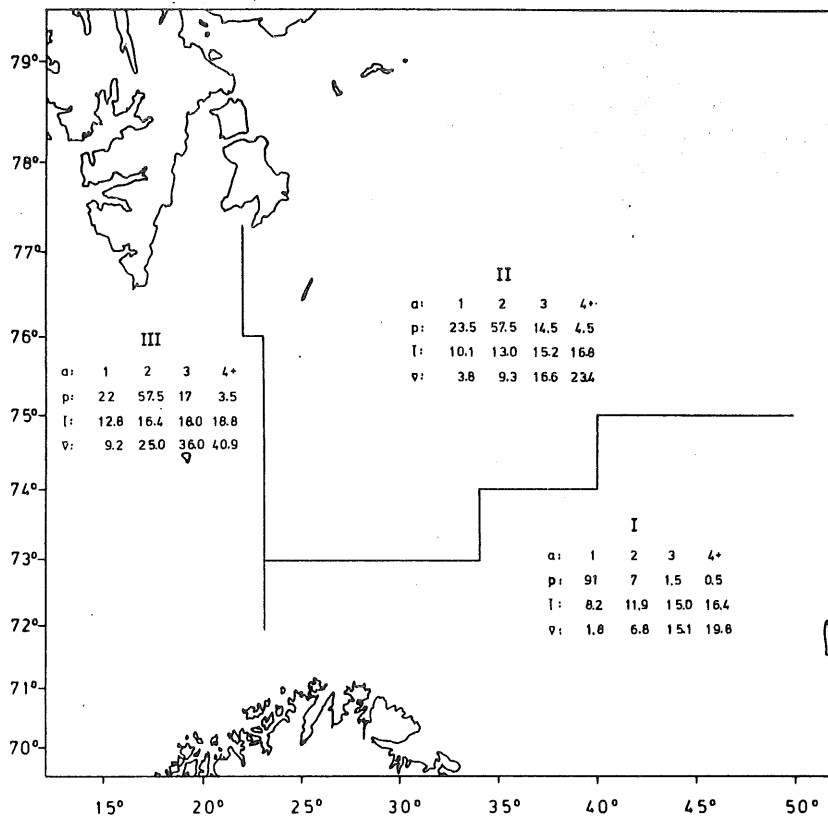 79°
78°
77°
76°
75°
74°
73°
72°
71°
70°
II
a: 1 2 3 4+
p: 23.5 57.5 14.5 4.5
l̄: 10.1 13.0 15.2 16.8
v̄: 3.8 9.3 16.6 23.4
III
a: 1 2 3 4+
p: 22 57.5 17 3.5
l̄: 12.8 16.4 18.0 18.8
v̄: 9.2 25.0 36.0 40.9
I
a: 1 2 3 4+
p: 91 7 1.5 0.5
l̄: 8.2 11.9 15.0 16.4
v̄: 1.8 6.8 15.1 19.8
15° 20° 25° 30° 35° 40° 45° 50°